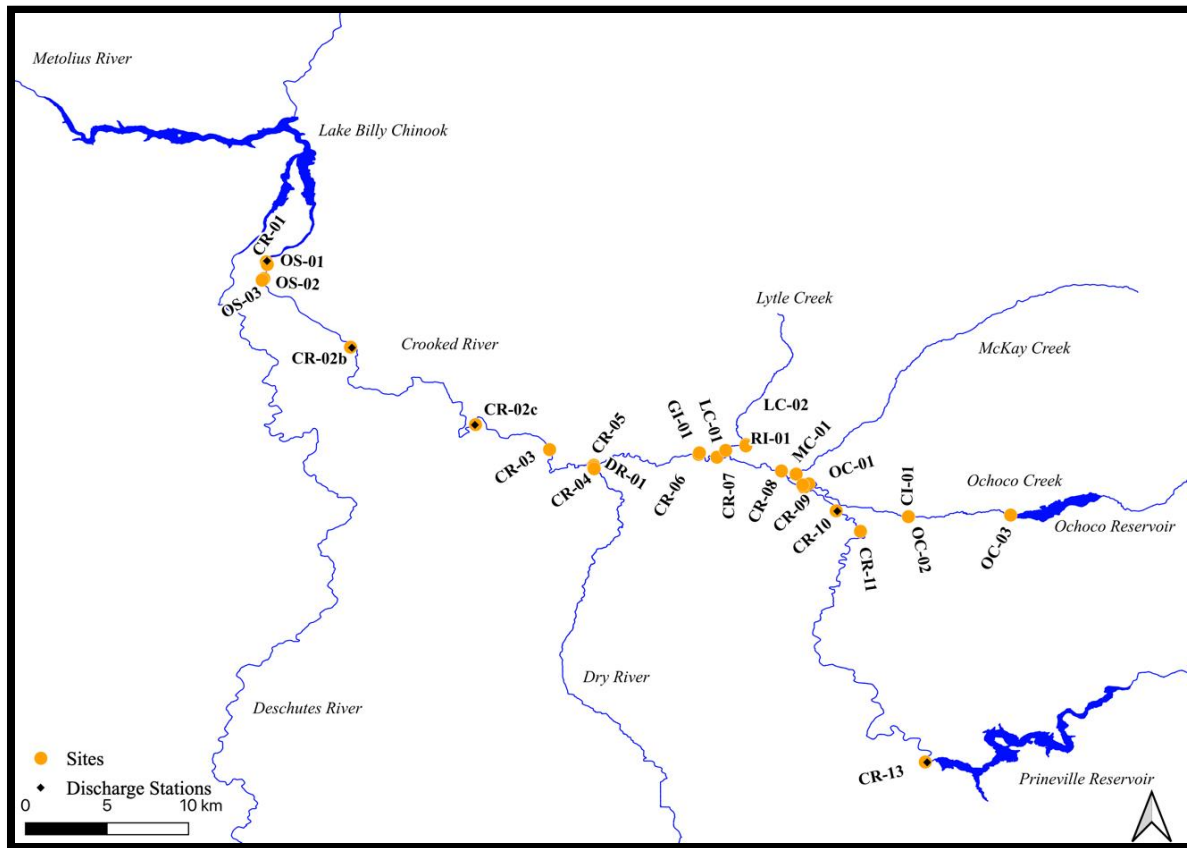 Metolius River
Lake Billy Chinook
CR-01
OS-01
OS-02
OS-03
Lytle Creek
CR-02b
Crooked River
McKay Creek
CR-02c
LC-02
GI-01
LC-01
RI-01
MC-01
CR-03
CR-05
DR-01
CR-04
CR-06
CR-07
CR-08
OC-01
CR-09
CI-01
Ochoco Creek
CR-10
Ochoco Reservoir
CR-11
OC-02
OC-03
Dry River
Deschutes River
CR-13
Prineville Reservoir
Sites
Discharge Stations
0 5 10 km